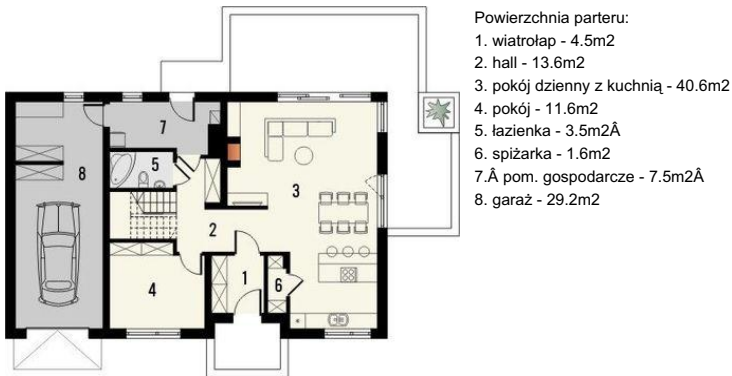 Powierzchnia parteru:
1. wiatrołap - 4.5m2
2. hall - 13.6m2
3. pokój dzienny z kuchnią - 40.6m2
4. pokój - 11.6m2
5. łazienka - 3.5m2Â
6. spiżarka - 1.6m2
7.Â pom. gospodarcze - 7.5m2Â
8. garaż - 29.2m2
7
5
8
3
2
4
1
6